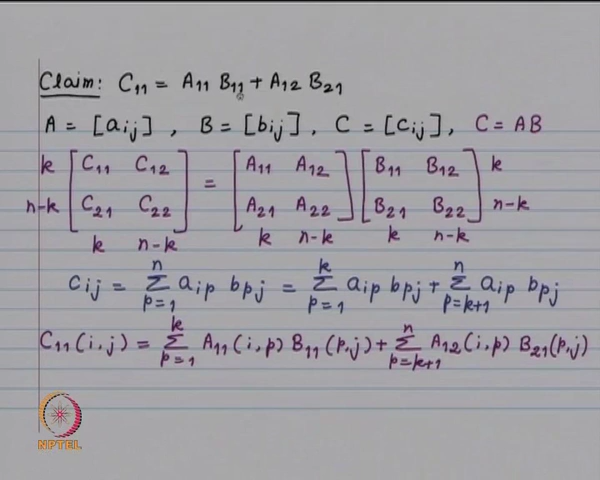 Claim: C₁₁ = A₁₁ B₁₁ + A₁₂ B₂₁
A = [aᵢⱼ] , B = [bᵢⱼ] , C = [cᵢⱼ] , C = AB
k [ C₁₁ C₁₂ = [ A₁₁ A₁₂ ] [ B₁₁ B₁₂ ] k
n-k C₂₁ C₂₂ ] A₂₁ A₂₂ B₂₁ B₂₂ n-k
k n-k k n-k k n-k
cᵢⱼ = Σ_{p=1}^{n} aᵢₚ bₚⱼ = Σ_{p=1}^{k} aᵢₚ bₚⱼ + Σ_{p=k+1}^{n} aᵢₚ bₚⱼ
C₁₁(i,j) = Σ_{p=1}^{k} A₁₁(i,p) B₁₁(p,j) + Σ_{p=k+1}^{n} A₁₂(i,p) B₂₁(p,j)
NPTEL